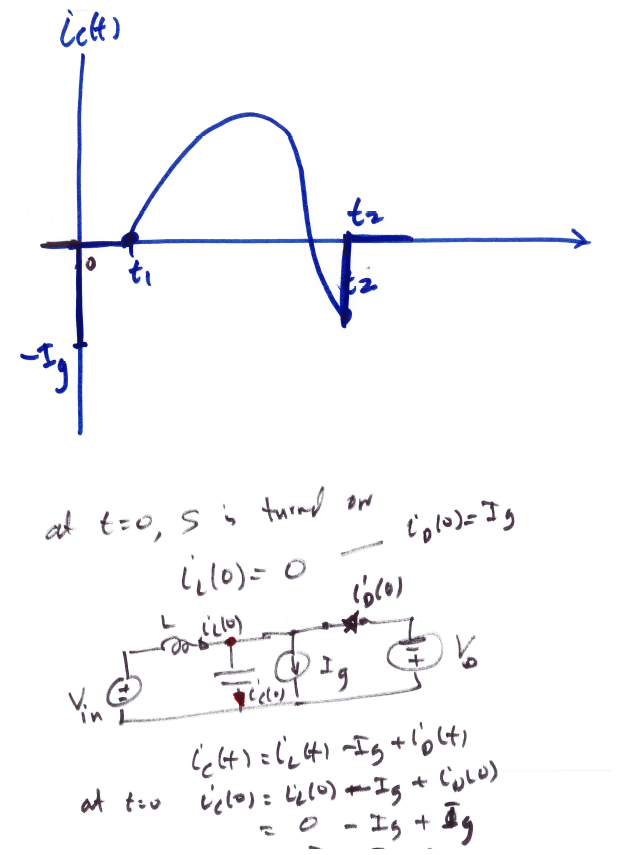 ic(t)
t2
0
t1
t2
-Ig
at t=0, S is turned on
iL(0)= 0 — iD(0)=Ig
iD(0)
L iL(0)
Vin ic(0) Ig Vo
ic(t) = iL(t) -Ig + iD(t)
at t=0 ic(0) = iL(0) - Ig + iD(0)
= 0 - Ig + Ig